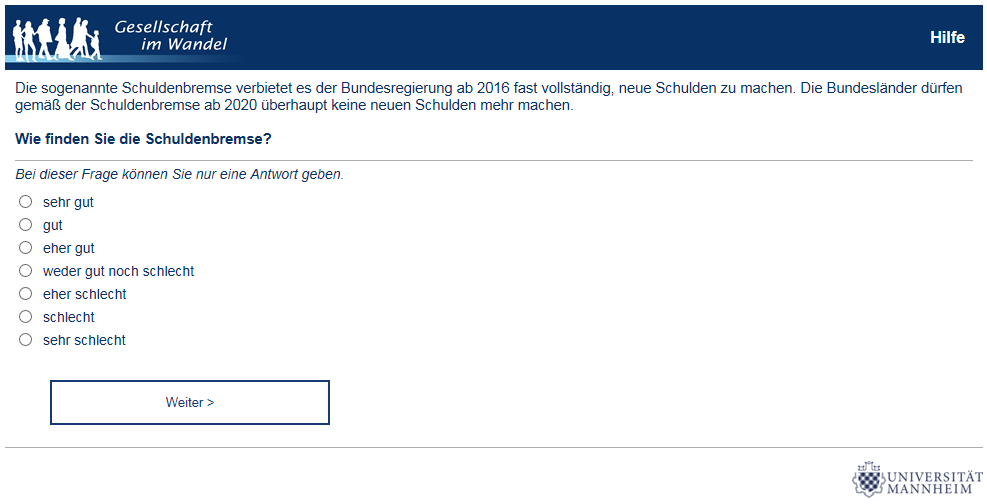 Gesellschaft
im Wandel
Hilfe
Die sogenannte Schuldenbremse verbietet es der Bundesregierung ab 2016 fast vollständig, neue Schulden zu machen. Die Bundesländer dürfen
gemäß der Schuldenbremse ab 2020 überhaupt keine neuen Schulden mehr machen.
Wie finden Sie die Schuldenbremse?
Bei dieser Frage können Sie nur eine Antwort geben.
sehr gut
gut
eher gut
weder gut noch schlecht
eher schlecht
schlecht
sehr schlecht
Weiter >
UNIVERSITÄT
MANNHEIM